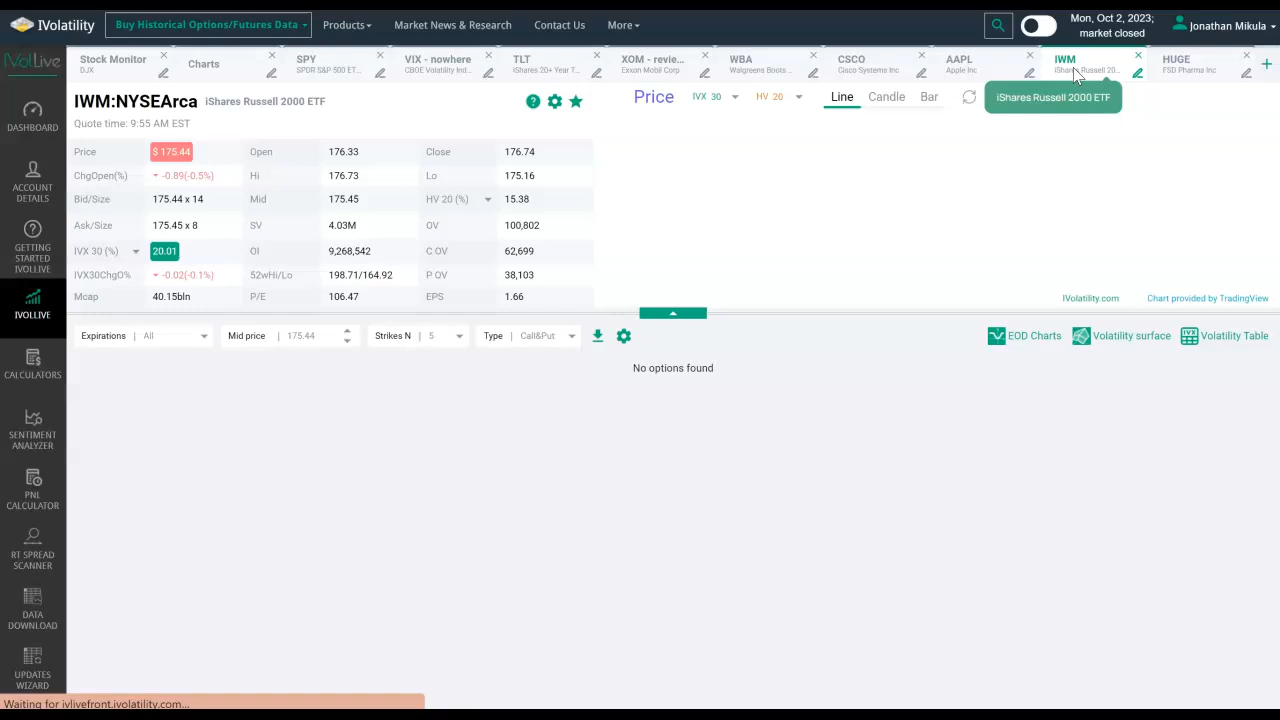 IVolatility
Buy Historical Options/Futures Data
Products
Market News & Research
Contact Us
More
Mon, Oct 2, 2023;
market closed
Jonathan Mikula
IVolLive
Stock Monitor
DJX
Charts
SPY
SPDR S&P 500 ET...
VIX - nowhere
CBOE Volatility Ind...
TLT
iShares 20+ Year T...
XOM - revie...
Exxon Mobil Corp
WBA
Walgreens Boots ...
CSCO
Cisco Systems Inc
AAPL
Apple Inc
IWM
iShares Russell 20...
HUGE
FSD Pharma Inc
iShares Russell 2000 ETF
IWM:NYSEArca iShares Russell 2000 ETF
Quote time: 9:55 AM EST
Price IVX 30 HV 20 Line Candle Bar
Price $ 175.44 Open 176.33 Close 176.74
ChgOpen(%) -0.89(-0.5%) Hi 176.73 Lo 175.16
Bid/Size 175.44 x 14 Mid 175.45 HV 20 (%) 15.38
Ask/Size 175.45 x 8 SV 4.03M OV 100,802
IVX 30 (%) 20.01 OI 9,268,542 C OV 62,699
IVX30ChgO% -0.02(-0.1%) 52wHi/Lo 198.71/164.92 P OV 38,103
Mcap 40.15bln P/E 106.47 EPS 1.66
IVolatility.com Chart provided by TradingView
Expirations All Mid price 175.44 Strikes N 5 Type Call&Put
EOD Charts Volatility surface Volatility Table
No options found
DASHBOARD
ACCOUNT
DETAILS
GETTING
STARTED
IVOLLIVE
IVOLLIVE
CALCULATORS
SENTIMENT
ANALYZER
PNL
CALCULATOR
RT SPREAD
SCANNER
DATA
DOWNLOAD
UPDATES
WIZARD
Waiting for ivlivefront.ivolatility.com...